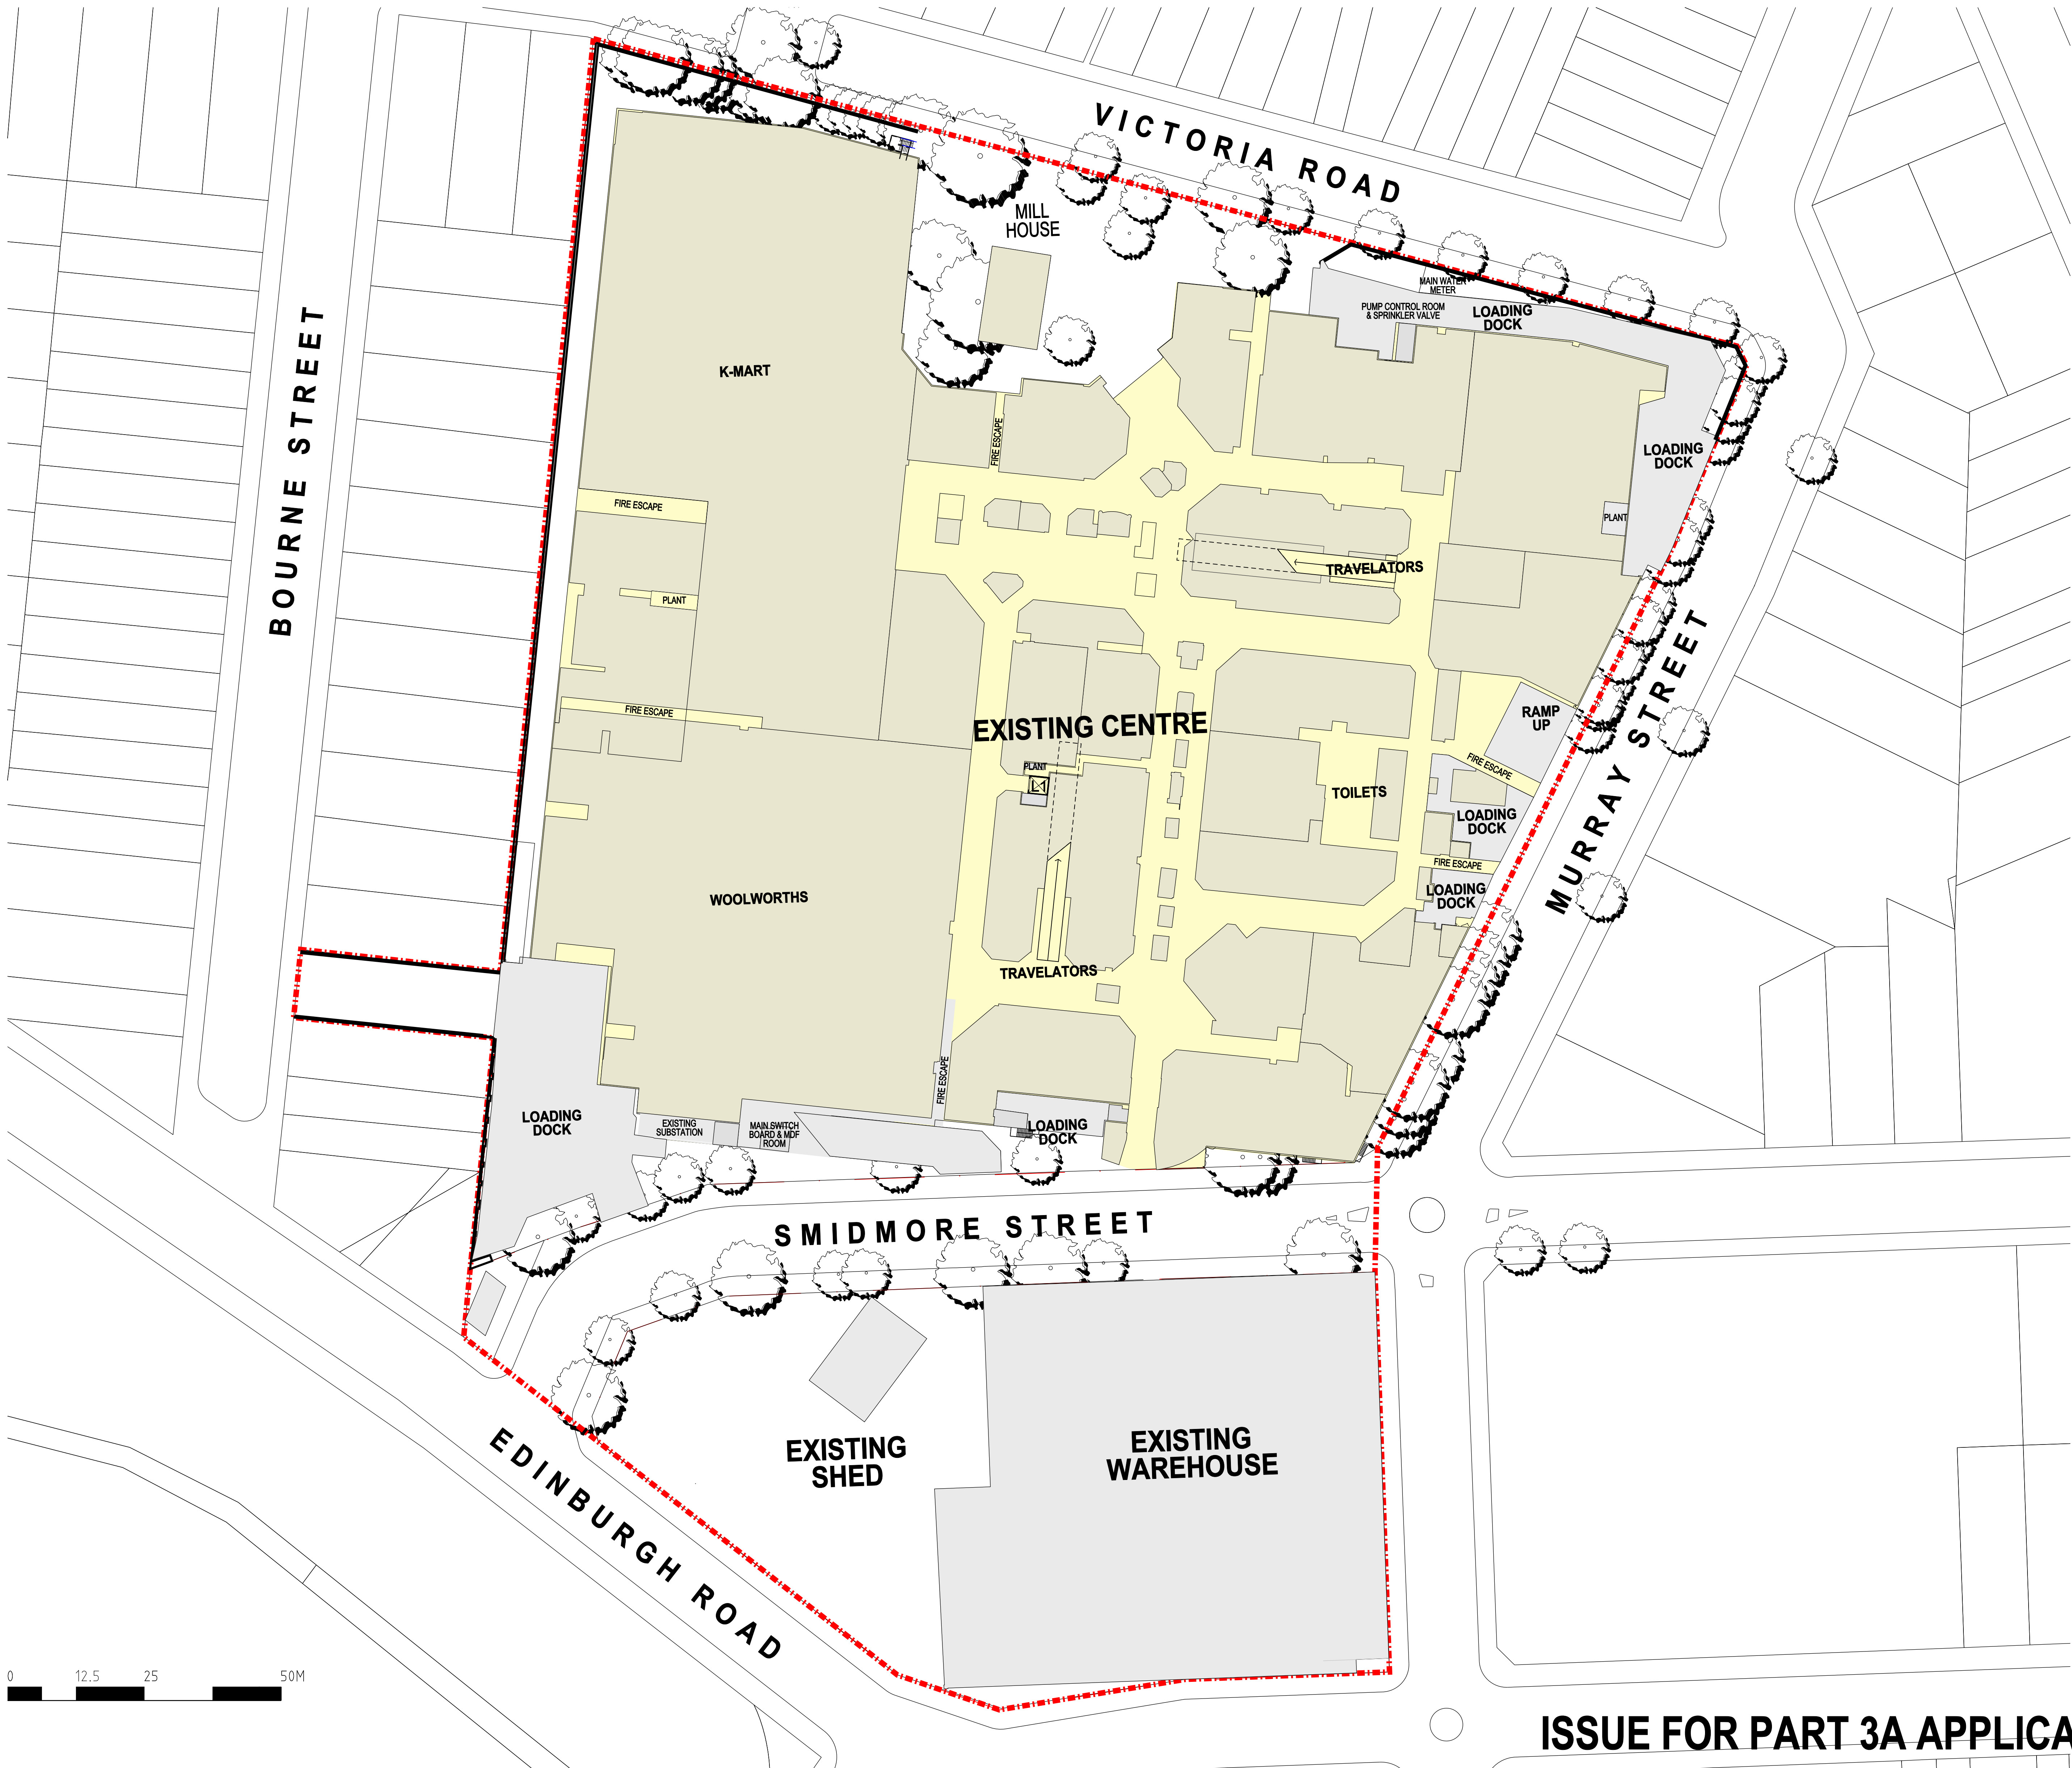 VICTORIA ROAD
MILL
HOUSE
MAIN WATER
METER
PUMP CONTROL ROOM
& SPRINKLER VALVE
LOADING
DOCK
BOURNE STREET
K-MART
FIRE ESCAPE
LOADING
DOCK
FIRE ESCAPE
PLANT
TRAVELATORS
PLANT
MURRAY STREET
FIRE ESCAPE
RAMP
UP
EXISTING CENTRE
FIRE ESCAPE
PLANT
L
TOILETS
LOADING
DOCK
FIRE ESCAPE
WOOLWORTHS
LOADING
DOCK
TRAVELATORS
FIRE ESCAPE
LOADING
DOCK
EXISTING
SUBSTATION
MAIN SWITCH
BOARD & MDF
ROOM
LOADING
DOCK
SMIDMORE STREET
EXISTING
SHED
EXISTING
WAREHOUSE
EDINBURGH ROAD
0 12.5 25 50M
ISSUE FOR PART 3A APPLICA